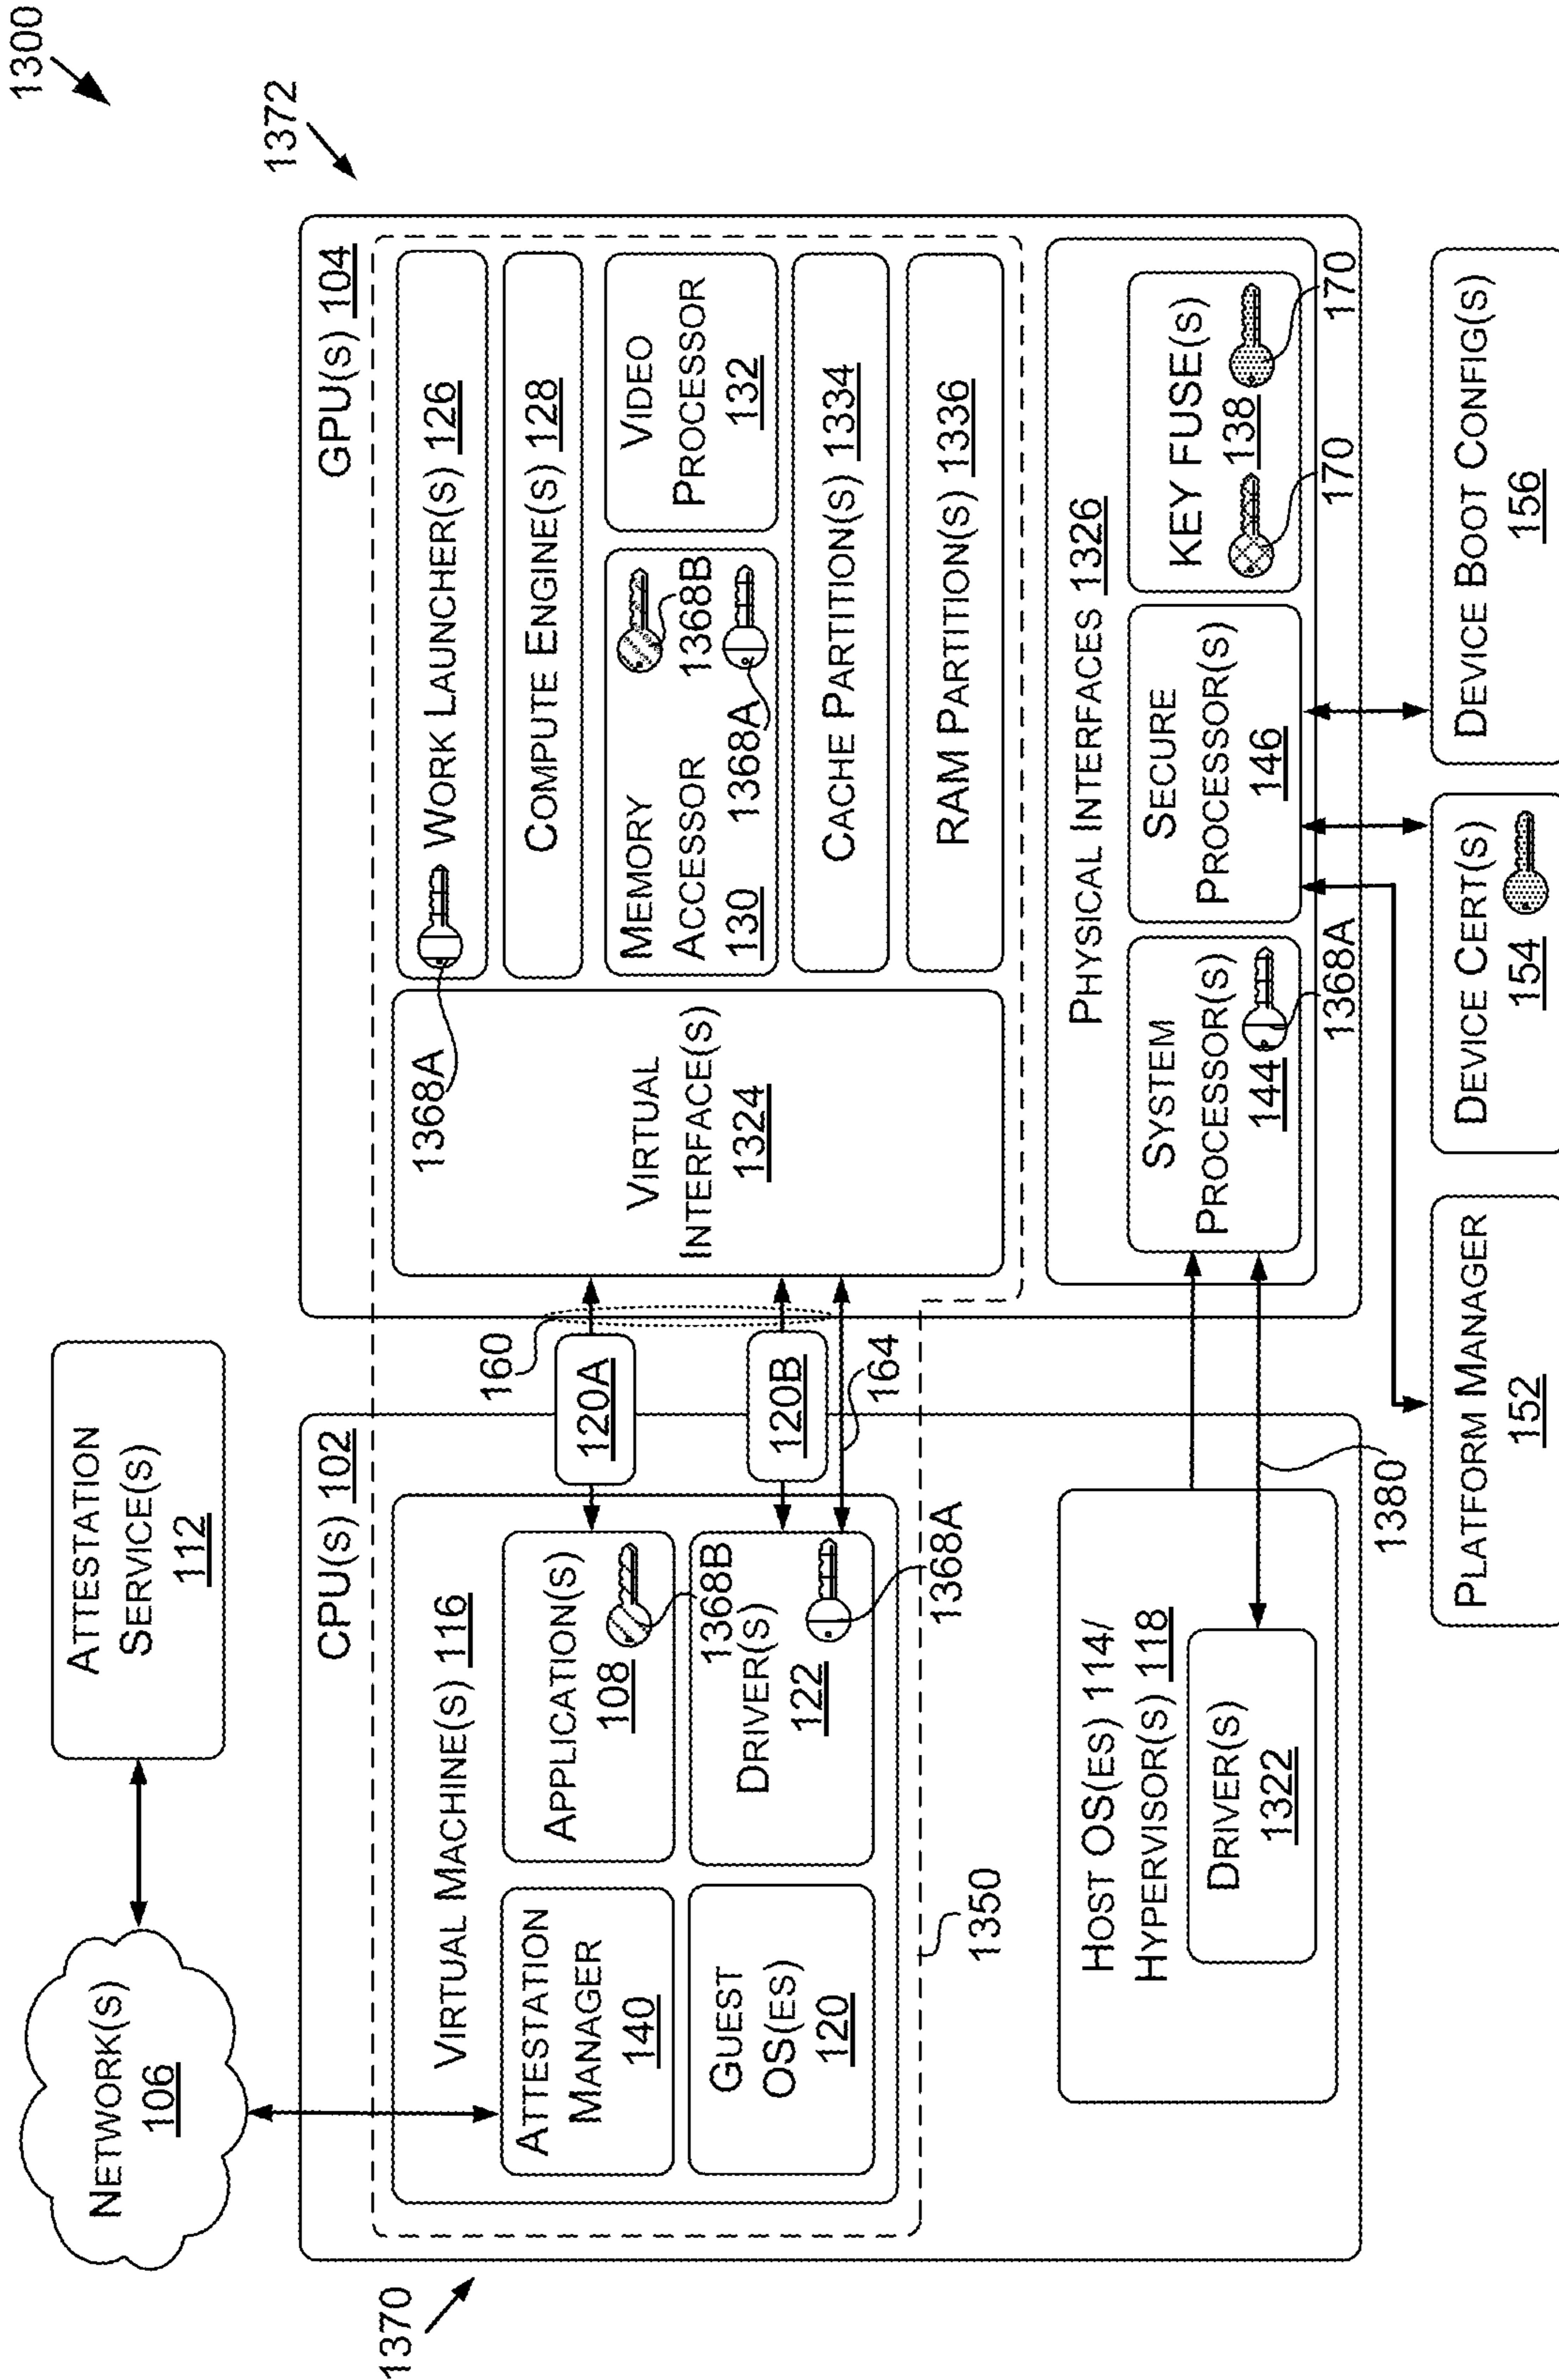 1300
1372
1370
NETWORK(S)
106
ATTESTATION
SERVICE(S)
112
CPU(S) 102
VIRTUAL MACHINE(S) 116
ATTESTATION
MANAGER
140
APPLICATION(S)
108
1368B
GUEST
OS(ES)
120
DRIVER(S)
122
1368A
1350
HOST OS(ES) 114/
HYPERVISOR(S) 118
DRIVER(S)
1322
160
120A
120B
164
1380
GPU(S) 104
VIRTUAL
INTERFACE(S)
1324
1368A
WORK LAUNCHER(S) 126
COMPUTE ENGINE(S) 128
MEMORY
ACCESSOR
130
1368B
1368A
VIDEO
PROCESSOR
132
CACHE PARTITION(S) 1334
RAM PARTITION(S) 1336
PHYSICAL INTERFACES 1326
SYSTEM
PROCESSOR(S)
144
1368A
SECURE
PROCESSOR(S)
146
KEY FUSE(S)
138
170
170
PLATFORM MANAGER
152
DEVICE CERT(S)
154
DEVICE BOOT CONFIG(S)
156